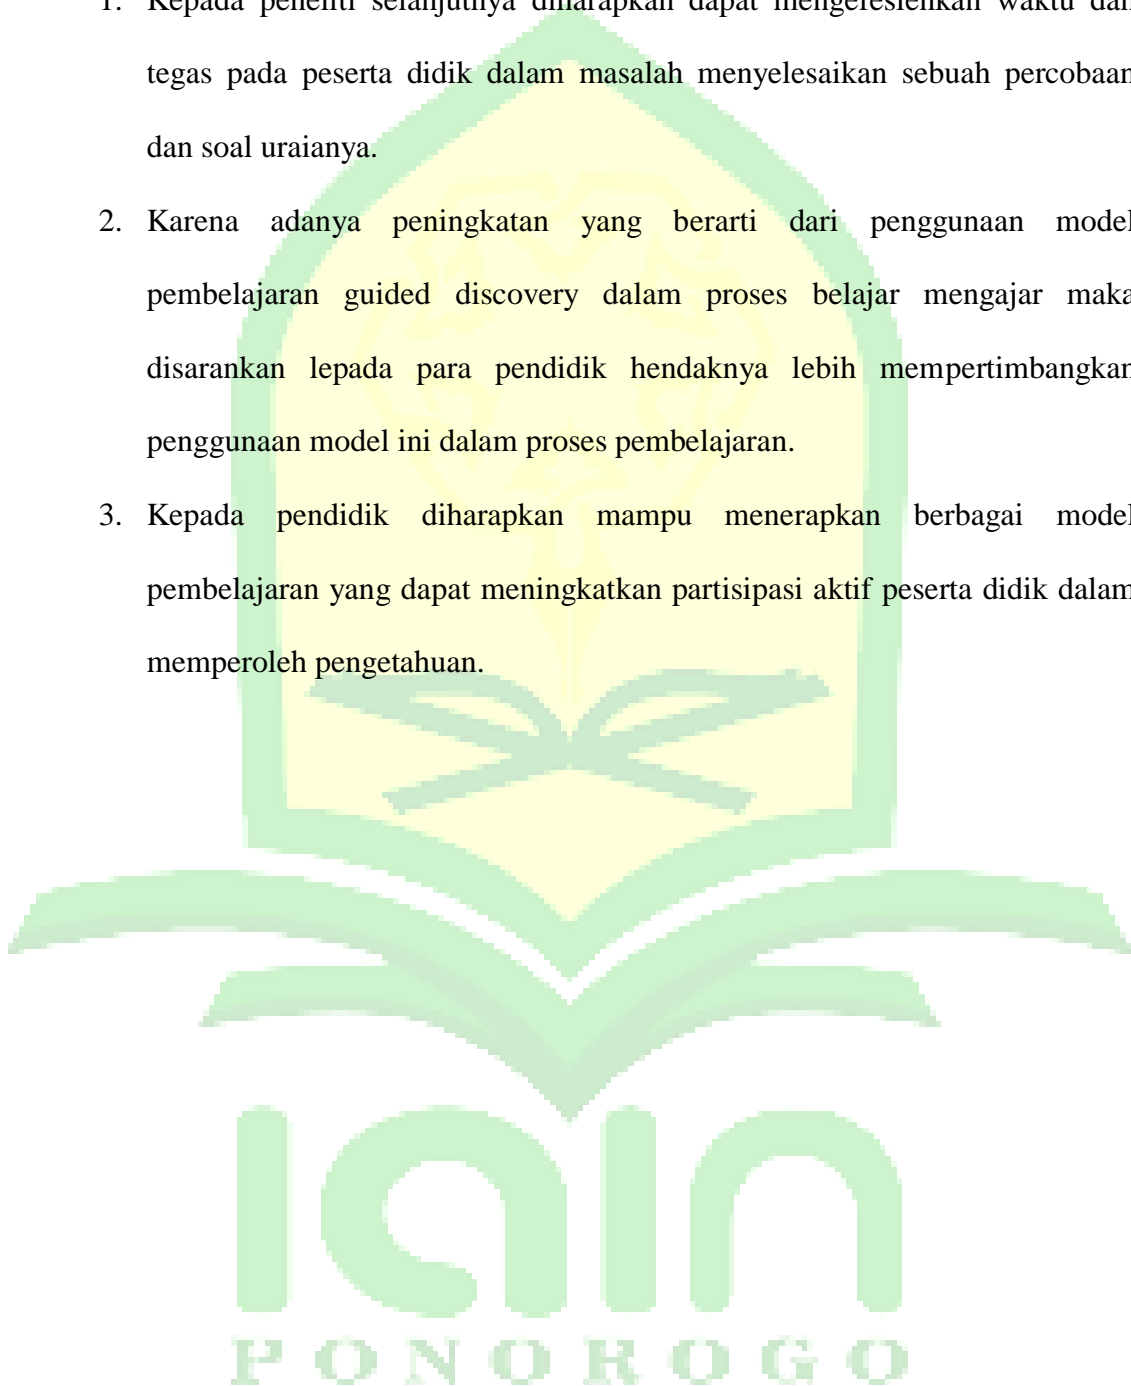 1. Kepada peneliti selanjutnya diharapkan dapat mengefesienkan waktu dan
tegas pada peserta didik dalam masalah menyelesaikan sebuah percobaan
dan soal uraianya.
2. Karena adanya peningkatan yang berarti dari penggunaan model
pembelajaran guided discovery dalam proses belajar mengajar maka
disarankan lepada para pendidik hendaknya lebih mempertimbangkan
penggunaan model ini dalam proses pembelajaran.
3. Kepada pendidik diharapkan mampu menerapkan berbagai model
pembelajaran yang dapat meningkatkan partisipasi aktif peserta didik dalam
memperoleh pengetahuan.
iain
PONOROGO